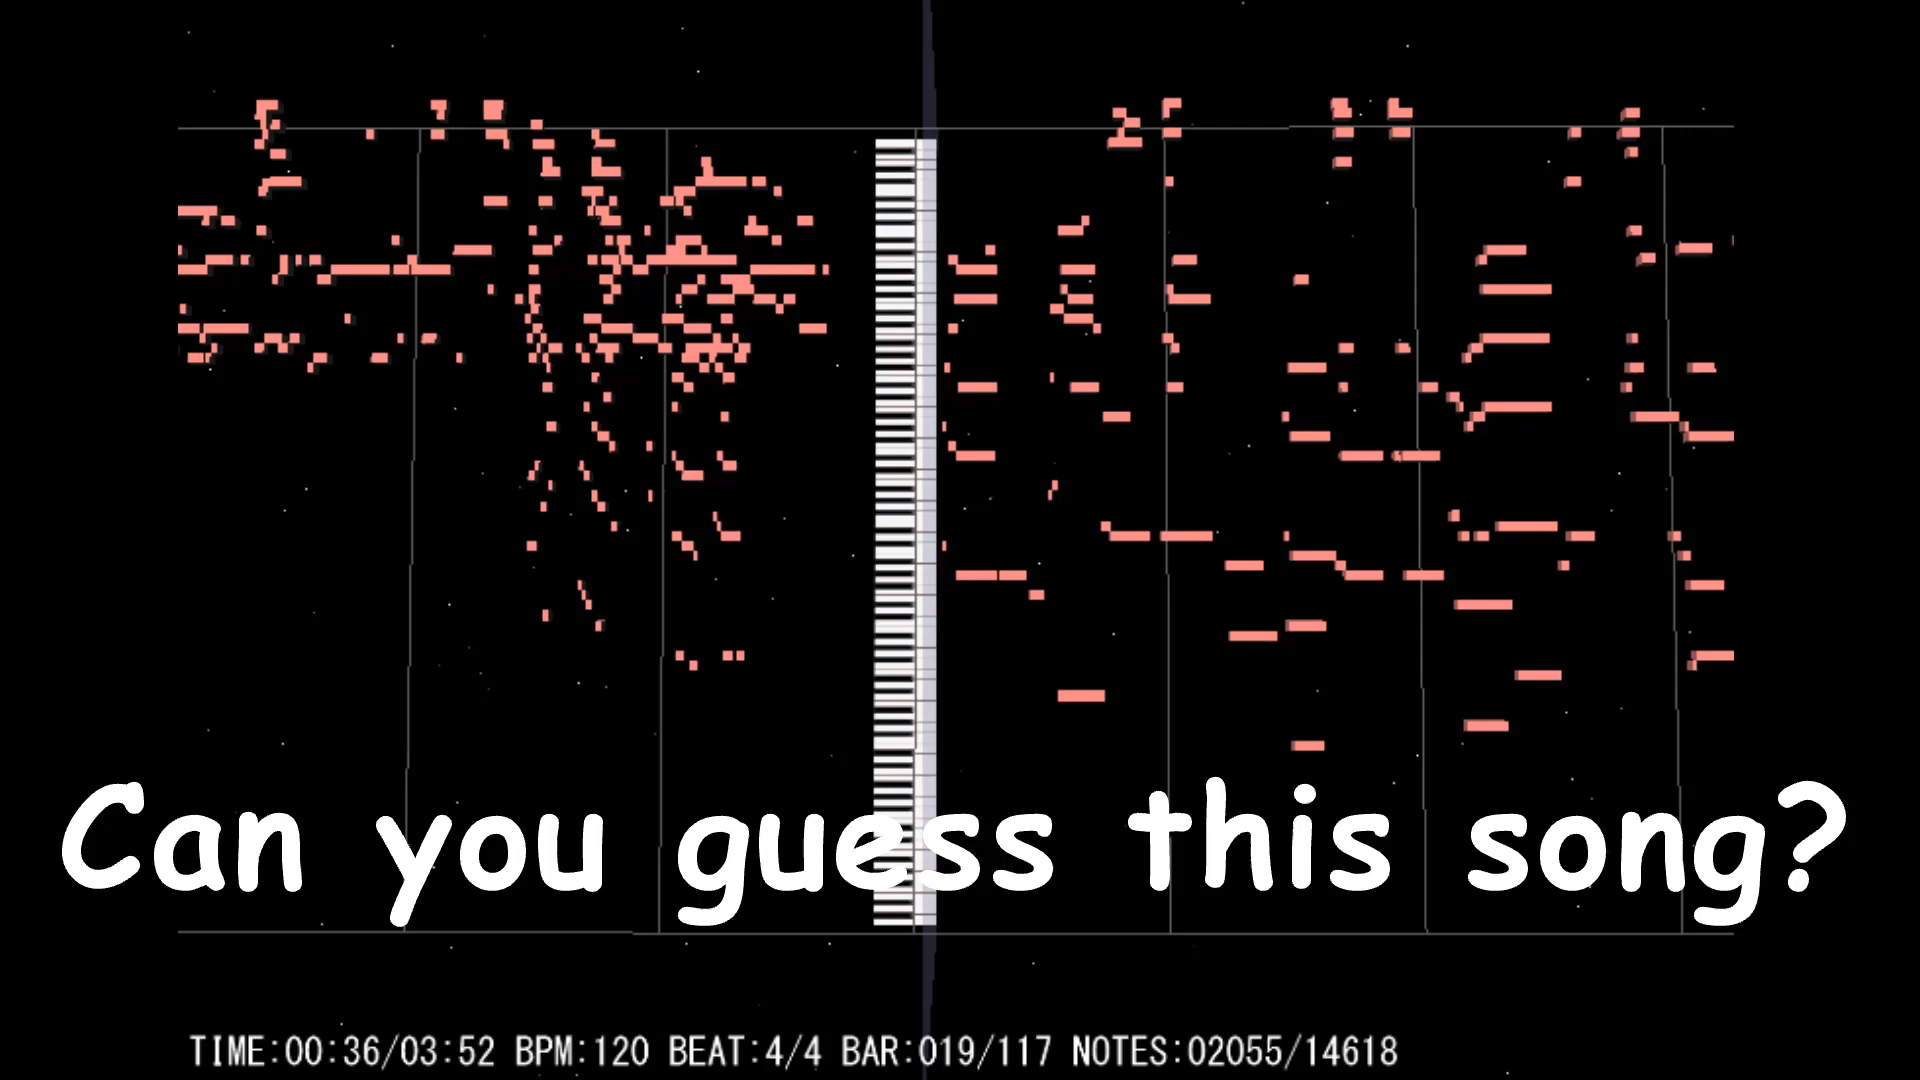 Can you guess this song?
TIME:00:36/03:52 BPM:120 BEAT:4/4 BAR:019/117 NOTES:02055/14618